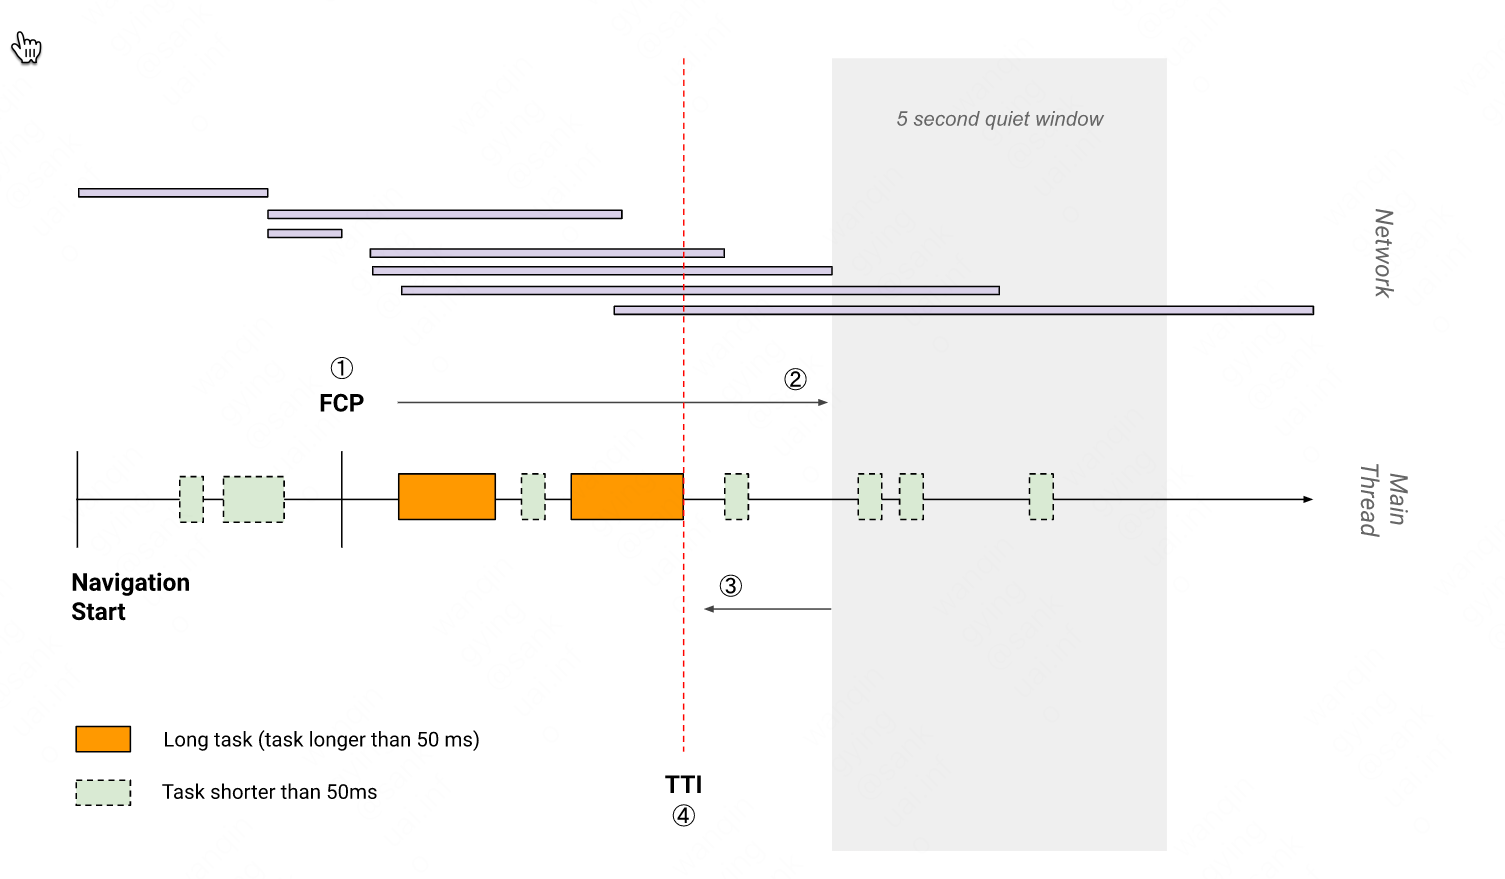 5 second quiet window
Network
①
FCP
②
Main
Thread
Navigation
Start
③
Long task (task longer than 50 ms)
Task shorter than 50ms
TTI
④